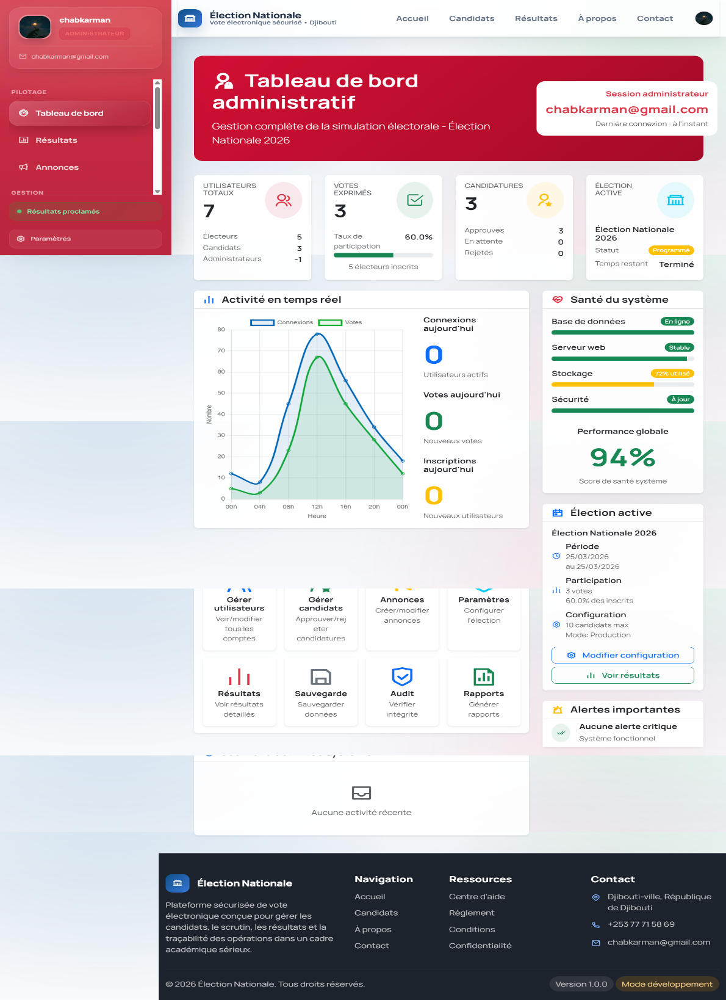 chabkarman
ADMINISTRATEUR
chabkarman@gmail.com
PILOTAGE
Tableau de bord
Résultats
Annonces
GESTION
Résultats proclamés
Paramètres
Élection Nationale
Vote électronique sécurisé • Djibouti
Accueil
Candidats
Résultats
À propos
Contact
Tableau de bord
administratif
Gestion complète de la simulation électorale - Élection
Nationale 2026
Session administrateur
chabkarman@gmail.com
Dernière connexion : à l'instant
UTILISATEURS
TOTAUX
7
Électeurs 5
Candidats 3
Administrateurs -1
VOTES
EXPRIMÉS
3
Taux de
participation
60.0%
5 électeurs inscrits
CANDIDATURES
3
Approuvés 3
En attente 0
Rejetés 0
ÉLECTION
ACTIVE
Élection Nationale
2026
Statut Programmé
Temps restant Terminé
Activité en temps réel
Connexions Votes
80
70
60
50
40
30
20
10
0
Nombre
00h 04h 08h 12h 16h 20h 00h
Heure
Connexions
aujourd'hui
0
Utilisateurs actifs
Votes aujourd'hui
0
Nouveaux votes
Inscriptions
aujourd'hui
0
Nouveaux utilisateurs
Santé du système
Base de données En ligne
Serveur web Stable
Stockage 72% utilisé
Sécurité À jour
Performance globale
94%
Score de santé système
Élection active
Élection Nationale 2026
Période
25/03/2026
au 25/03/2026
Participation
3 votes
60.0% des inscrits
Configuration
10 candidats max
Mode: Production
Modifier configuration
Voir résultats
Gérer
utilisateurs
Voir/modifier
tous les
comptes
Gérer
candidats
Approuver/rej
eter
candidatures
Annonces
Créer/modifier
annonces
Paramètres
Configurer
l'élection
Résultats
Voir résultats
détaillés
Sauvegarde
Sauvegarder
données
Audit
Vérifier
intégrité
Rapports
Générer
rapports
Alertes importantes
Aucune alerte critique
Système fonctionnel
Aucune activité récente
Élection Nationale
Plateforme sécurisée de vote
électronique conçue pour gérer les
candidats, le scrutin, les résultats et la
traçabilité des opérations dans un cadre
académique sérieux.
Navigation
Accueil
Candidats
À propos
Contact
Ressources
Centre d'aide
Règlement
Conditions
Confidentialité
Contact
Djibouti-ville, République
de Djibouti
+253 77 71 58 69
chabkarman@gmail.com
© 2026 Élection Nationale. Tous droits réservés.
Version 1.0.0
Mode développement